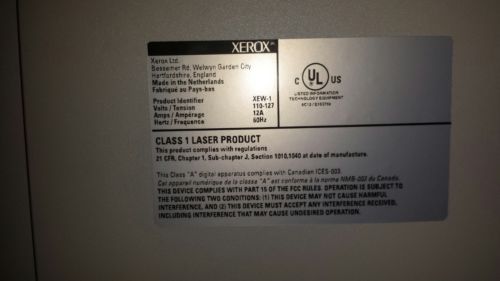 XEROX™
Xerox Ltd.
Bessemer Rd, Welwyn Garden City
Hertfordshire, England
Made in the Netherlands
Fabriqué au Pays-bas
Product Identifier XEW-1
Volts / Tension 110-127
Amps / Ampérage 12A
Hertz / Frequence 60Hz
C UL US
LISTED INFORMATION
TECHNOLOGY EQUIPMENT
CLASS 1 LASER PRODUCT
This product complies with regulations
21 CFR, Chapter 1, Sub-chapter J, Section 1010,1040 at date of manufacture.
This Class "A" digital apparatus complies with Canadian ICES-003.
Cet appareil numérique de la classe "A" est conforme à la norme NMB-003 du Canada.
THIS DEVICE COMPLIES WITH PART 15 OF THE FCC RULES. OPERATION IS SUBJECT TO
THE FOLLOWING TWO CONDITIONS: (1) THIS DEVICE MAY NOT CAUSE HARMFUL
INTERFERENCE, AND (2) THIS DEVICE MUST ACCEPT ANY INTERFERENCE RECEIVED,
INCLUDING INTERFERENCE THAT MAY CAUSE UNDESIRED OPERATION.